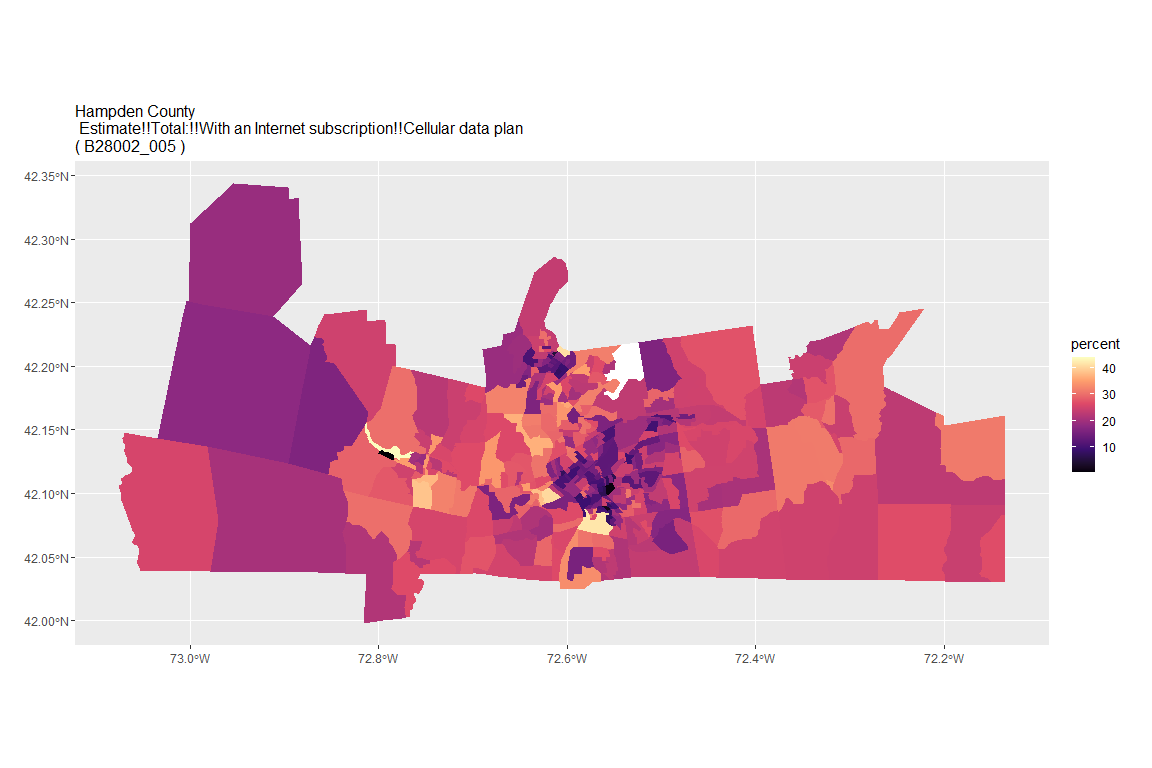 Hampden County
Estimate!!Total:!!With an Internet subscription!!Cellular data plan
( B28002_005 )
42.35°N
42.30°N
42.25°N
42.20°N
42.15°N
42.10°N
42.05°N
42.00°N
73.0°W
72.8°W
72.6°W
72.4°W
72.2°W
percent
40
30
20
10